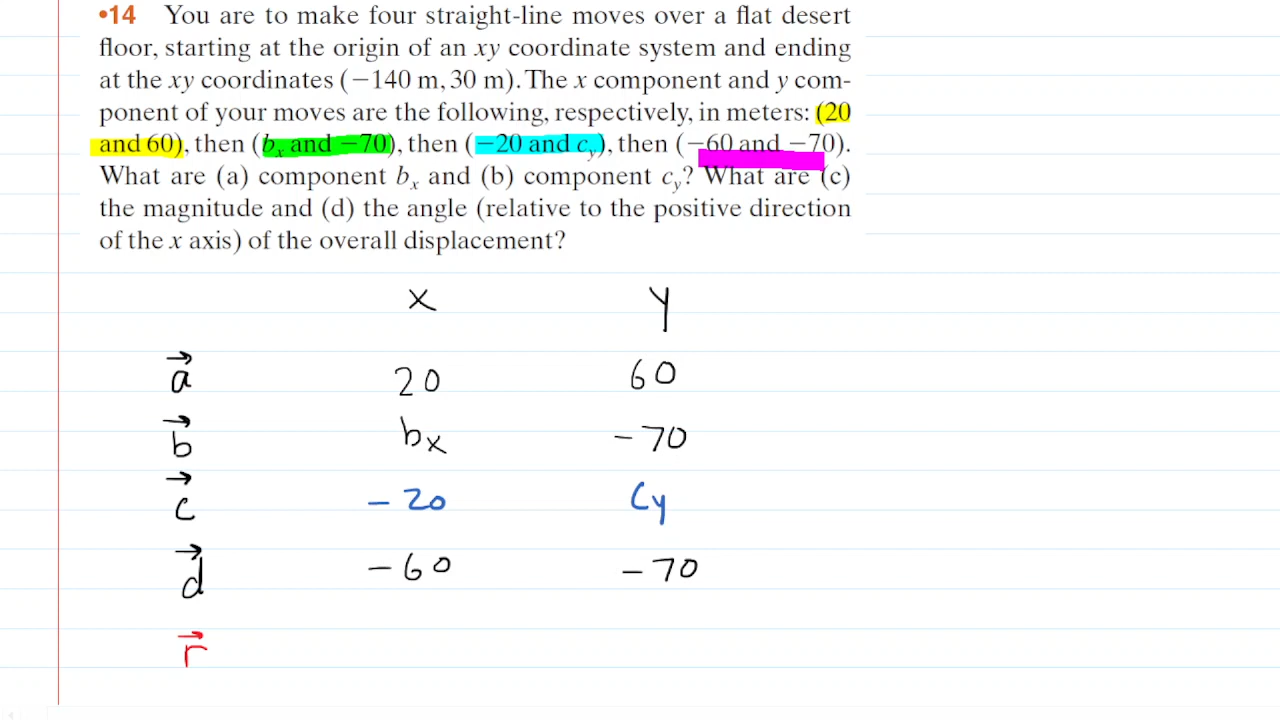 •14 You are to make four straight-line moves over a flat desert
floor, starting at the origin of an xy coordinate system and ending
at the xy coordinates (−140 m, 30 m). The x component and y com-
ponent of your moves are the following, respectively, in meters: (20
and 60), then (bₓ and −70), then (−20 and c_y), then (−60 and −70).
What are (a) component bₓ and (b) component c_y? What are (c)
the magnitude and (d) the angle (relative to the positive direction
of the x axis) of the overall displacement?
x y
a⃗ 20 60
b⃗ bₓ −70
c⃗ −20 Cy
d⃗ −60 −70
r⃗